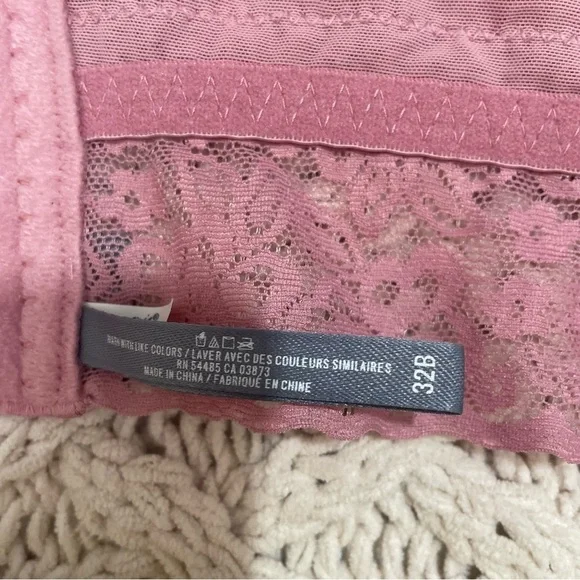 WASH WITH LIKE COLORS / LAVER AVEC DES COULEURS SIMILAIRES
RN 54485 CA 03873
MADE IN CHINA / FABRIQUÉ EN CHINE
32B